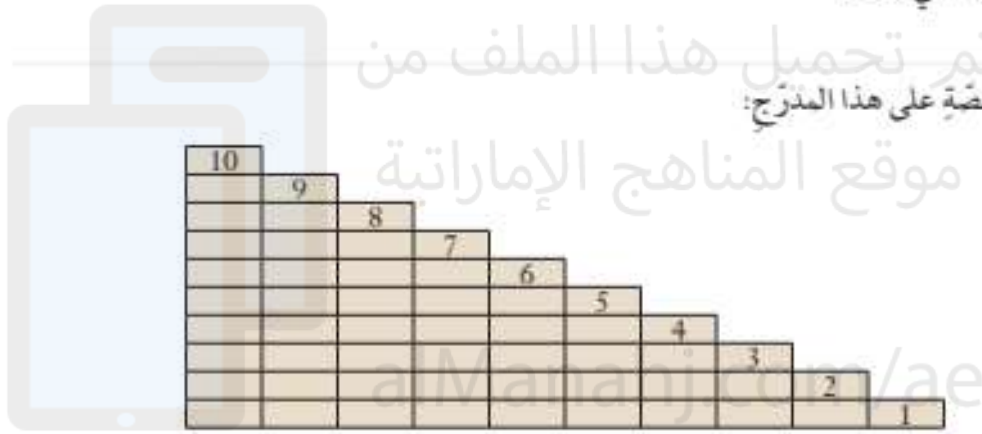 تم تحميل هذا الملف من
على هذا المدرّجِ:
موقع المناهج الإماراتية
10
9
8
7
6
5
4
3
2
1
alManahj.com/ae